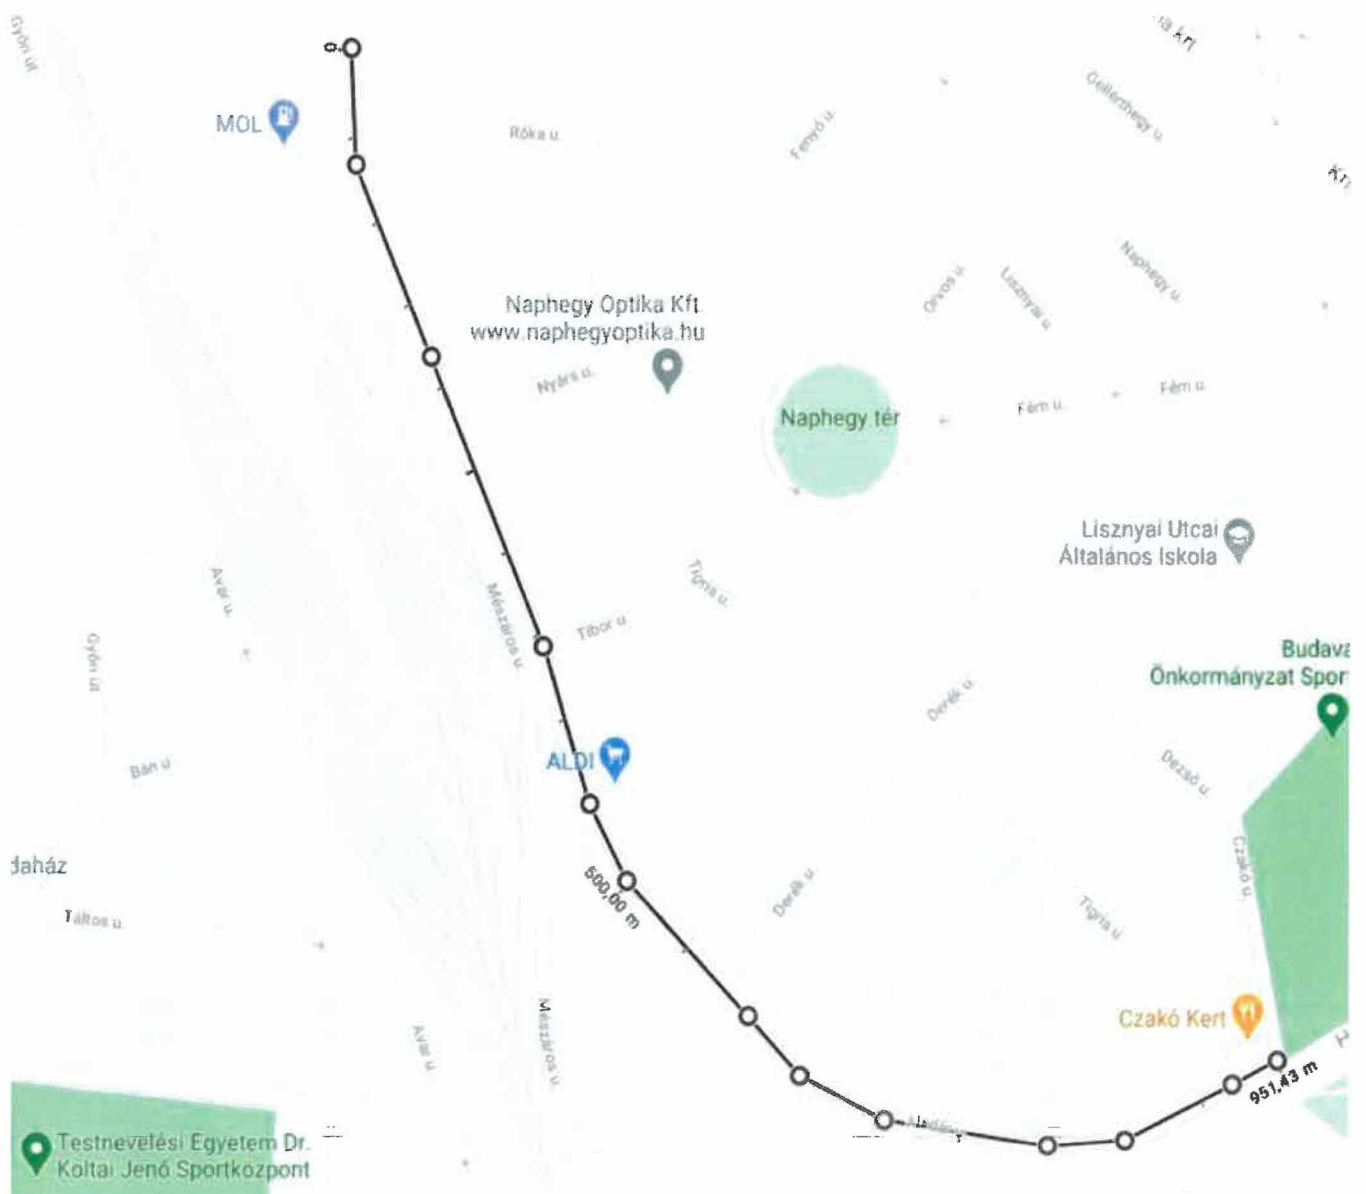 Győri út
0.
MOL
Róka u.
Fenyő u.
Gellérthegy u.
Naphegy Optika Kft
www.naphegyoptika.hu
Orvos u.
Lisznyai u.
Naphegy u.
Nyárs u.
Naphegy tér
Fém u.
Fém u.
Lisznyai Utcai
Általános Iskola
Avar u.
Mészáros u.
Tibor u.
Tigris u.
Győri út
Budava
Önkormányzat Spor
Derék u.
Bán u.
ALDI
Dezső u.
Czakó u.
daház
500,00 m
Derék u.
Tigris u.
Táltos u.
Mészáros u.
Avar u.
Czakó Kert
951,43 m
Testnevelési Egyetem Dr.
Koltai Jenő Sportközpont